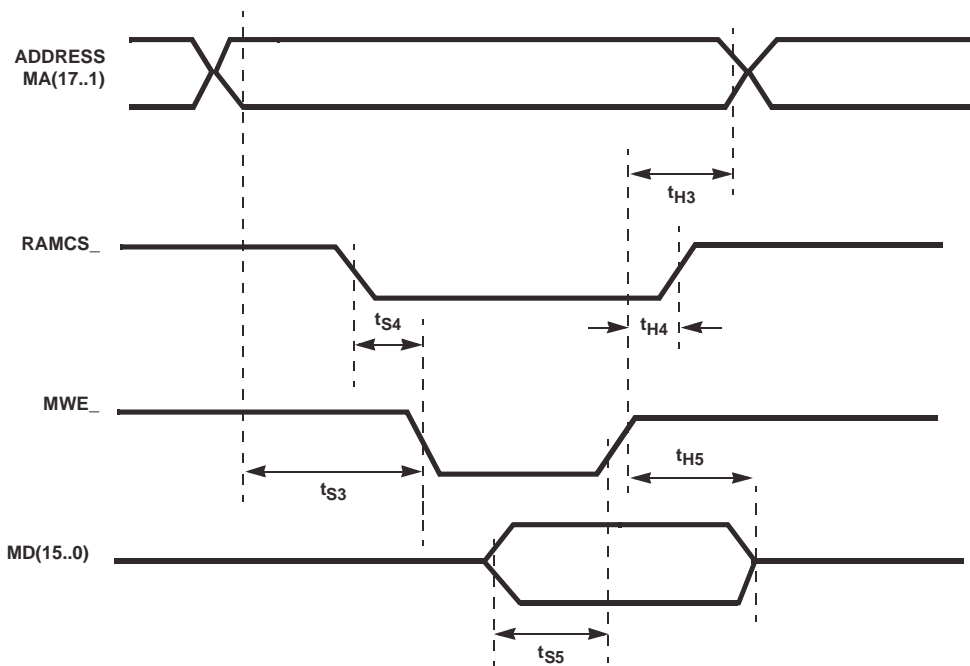 ADDRESS
MA(17..1)
tH3
RAMCS_
tS4
tH4
MWE_
tH5
tS3
MD(15..0)
tS5